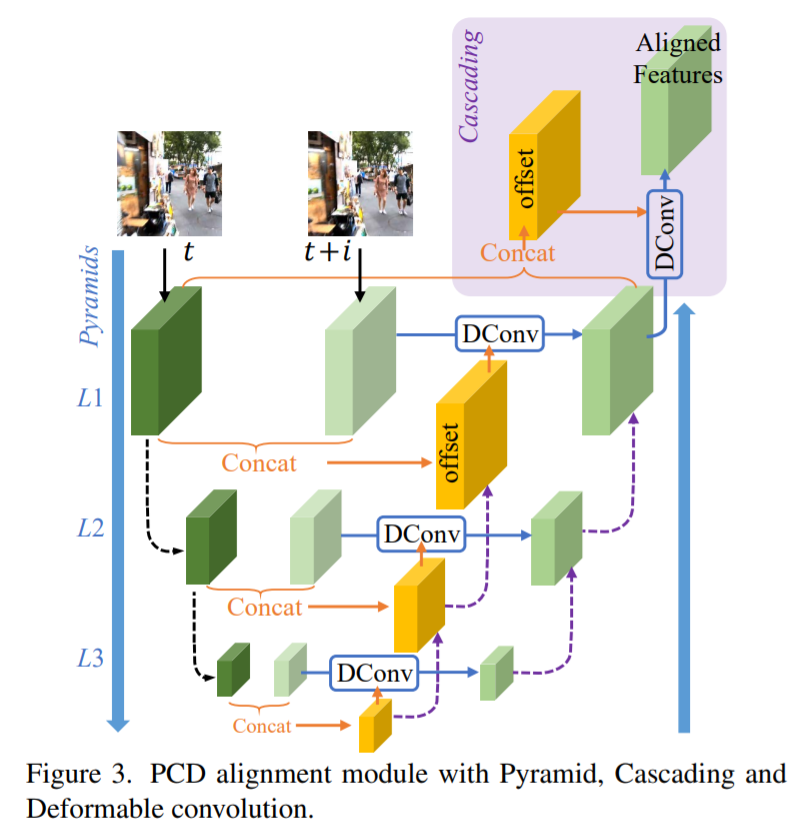 Cascading
Aligned
Features
offset
Concat
DConv
t
t+i
Pyramids
L1
DConv
offset
Concat
L2
DConv
Concat
L3
DConv
Concat
Figure 3. PCD alignment module with Pyramid, Cascading and
Deformable convolution.